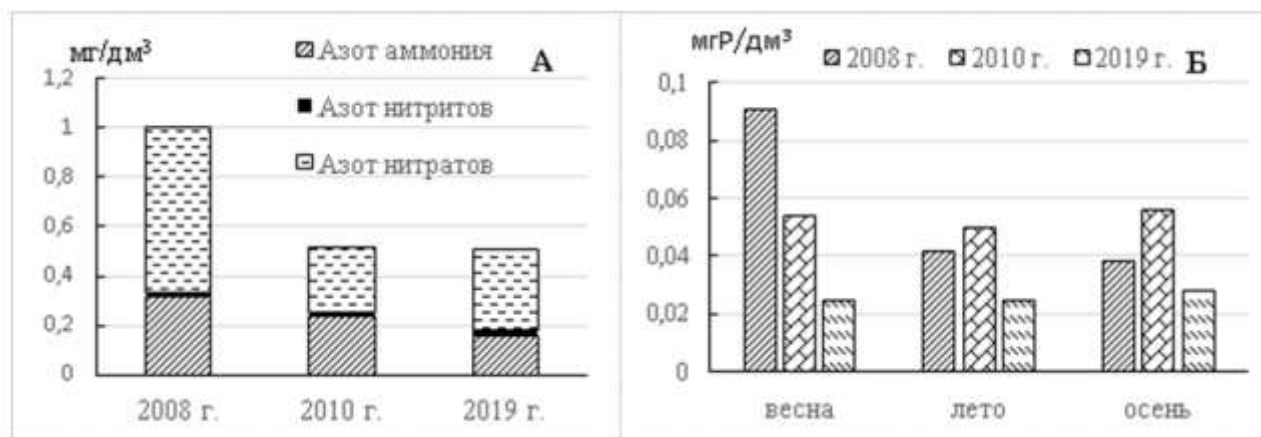 мг/дм³
Азот аммония
А
Азот нитритов
Азот нитратов
1,2
1
0,8
0,6
0,4
0,2
0
2008 г. 2010 г. 2019 г.
мгР/дм³
2008 г. 2010 г. 2019 г. Б
0,1
0,08
0,06
0,04
0,02
0
весна лето осень